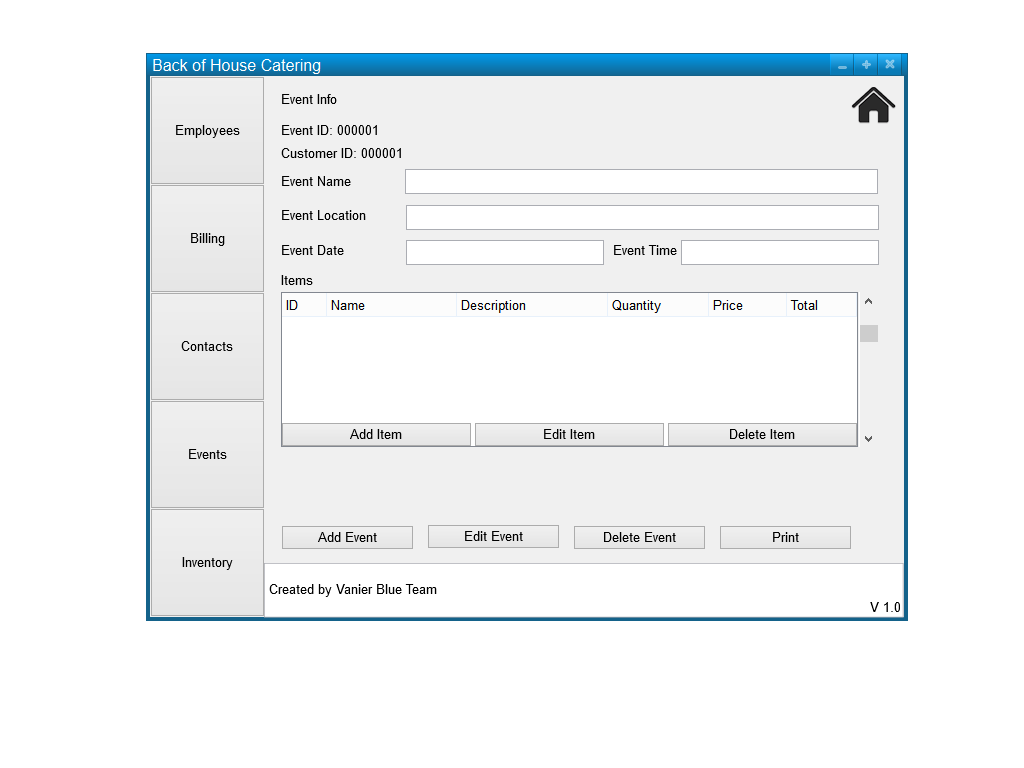 Back of House Catering
Employees
Billing
Contacts
Events
Inventory
Event Info
Event ID: 000001
Customer ID: 000001
Event Name
Event Location
Event Date Event Time
Items
ID Name Description Quantity Price Total
Add Item Edit Item Delete Item
Add Event Edit Event Delete Event Print
Created by Vanier Blue Team
V 1.0